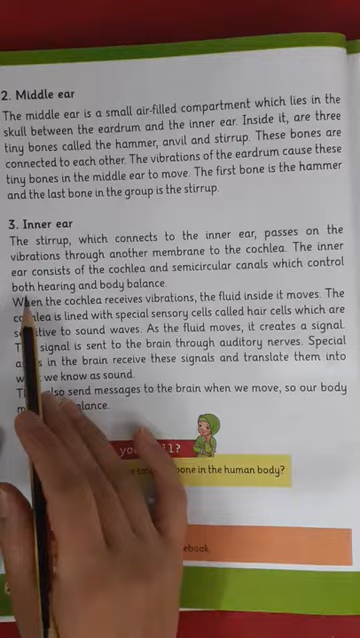 2. Middle ear
The middle ear is a small air-filled compartment which lies in the
skull between the eardrum and the inner ear. Inside it, are three
tiny bones called the hammer, anvil and stirrup. These bones are
connected to each other. The vibrations of the eardrum cause these
tiny bones in the middle ear to move. The first bone is the hammer
and the last bone in the group is the stirrup.
3. Inner ear
The stirrup, which connects to the inner ear, passes on the
vibrations through another membrane to the cochlea. The inner
ear consists of the cochlea and semicircular canals which control
both hearing and body balance.
When the cochlea receives vibrations, the fluid inside it moves. The
cochlea is lined with special sensory cells called hair cells which are
sensitive to sound waves. As the fluid moves, it creates a signal.
signal is sent to the brain through auditory nerves. Special
in the brain receive these signals and translate them into
we know as sound.
also send messages to the brain when we move, so our body
balance.
bone in the human body?